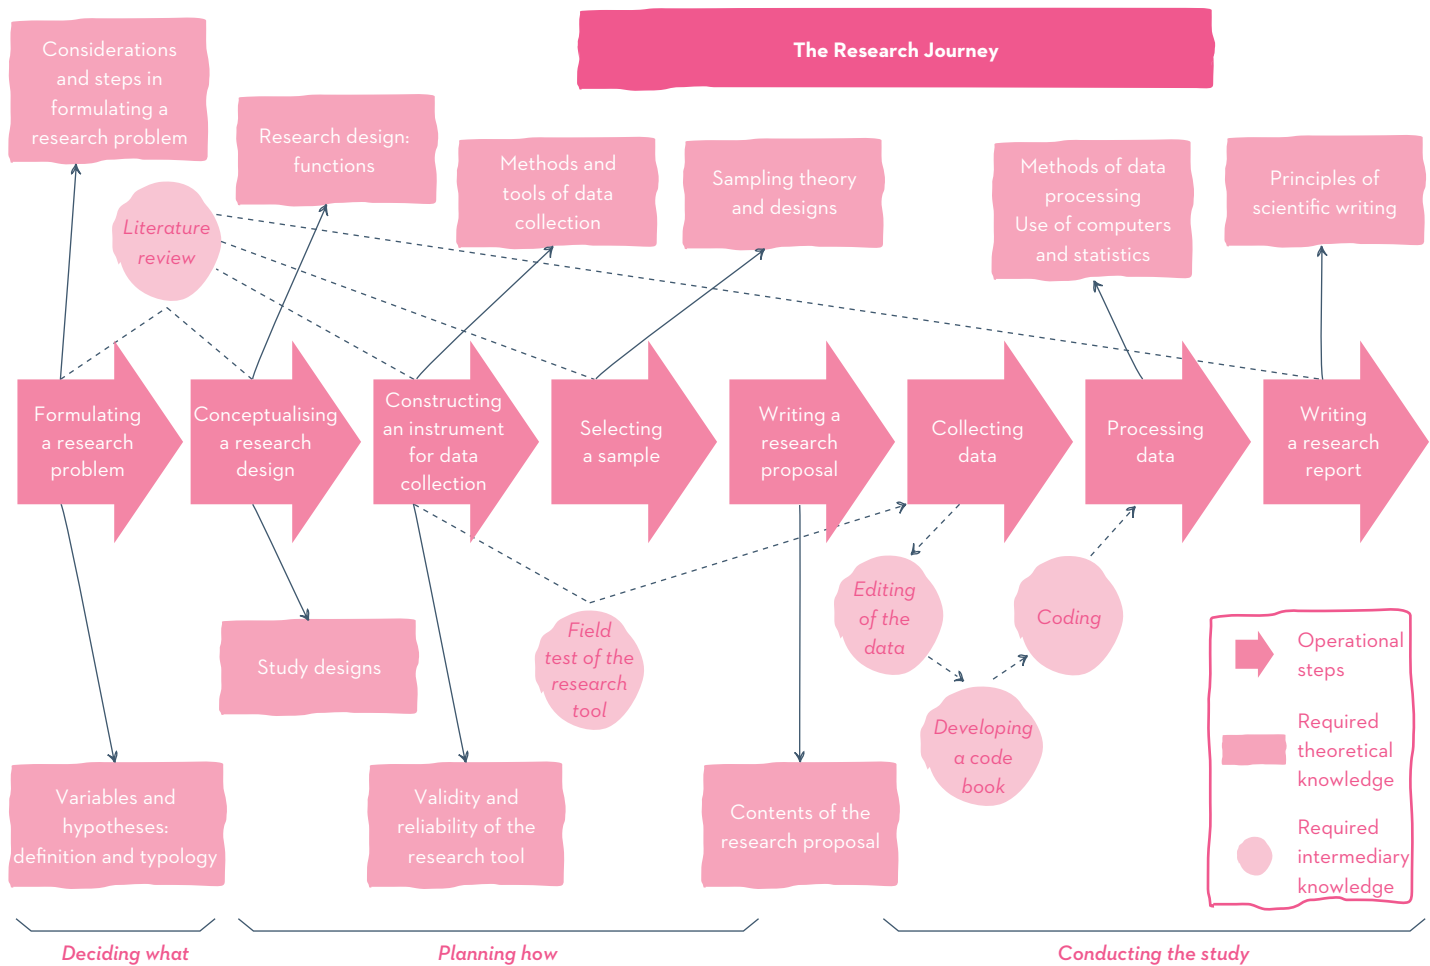 The Research Journey
Considerations
and steps in
formulating a
research problem
Research design:
functions
Methods and
tools of data
collection
Sampling theory
and designs
Methods of data
processing
Use of computers
and statistics
Principles of
scientific writing
Literature
review
Formulating
a research
problem
Conceptualising
a research
design
Constructing
an instrument
for data
collection
Selecting
a sample
Writing a
research
proposal
Collecting
data
Processing
data
Writing
a research
report
Study designs
Field
test of the
research
tool
Editing
of the
data
Developing
a code
book
Coding
Variables and
hypotheses:
definition and typology
Validity and
reliability of the
research tool
Contents of the
research proposal
Operational
steps
Required
theoretical
knowledge
Required
intermediary
knowledge
Deciding what
Planning how
Conducting the study